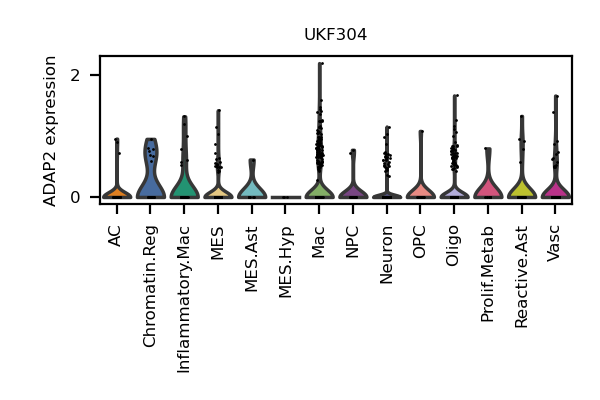 UKF304
ADAP2 expression
2
0
AC
Chromatin.Reg
Inflammatory.Mac
MES
MES.Ast
MES.Hyp
Mac
NPC
Neuron
OPC
Oligo
Prolif.Metab
Reactive.Ast
Vasc